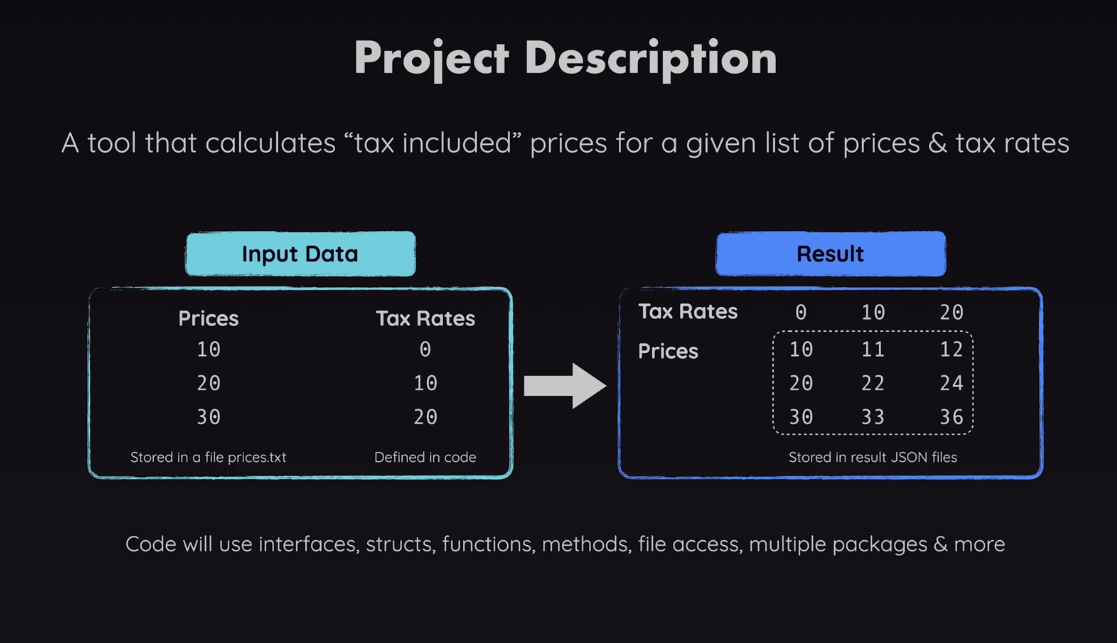 Project Description
A tool that calculates “tax included” prices for a given list of prices & tax rates
Input Data
Prices Tax Rates
10 0
20 10
30 20
Stored in a file prices.txt Defined in code
Result
Tax Rates 0 10 20
Prices 10 11 12
20 22 24
30 33 36
Stored in result JSON files
Code will use interfaces, structs, functions, methods, file access, multiple packages & more